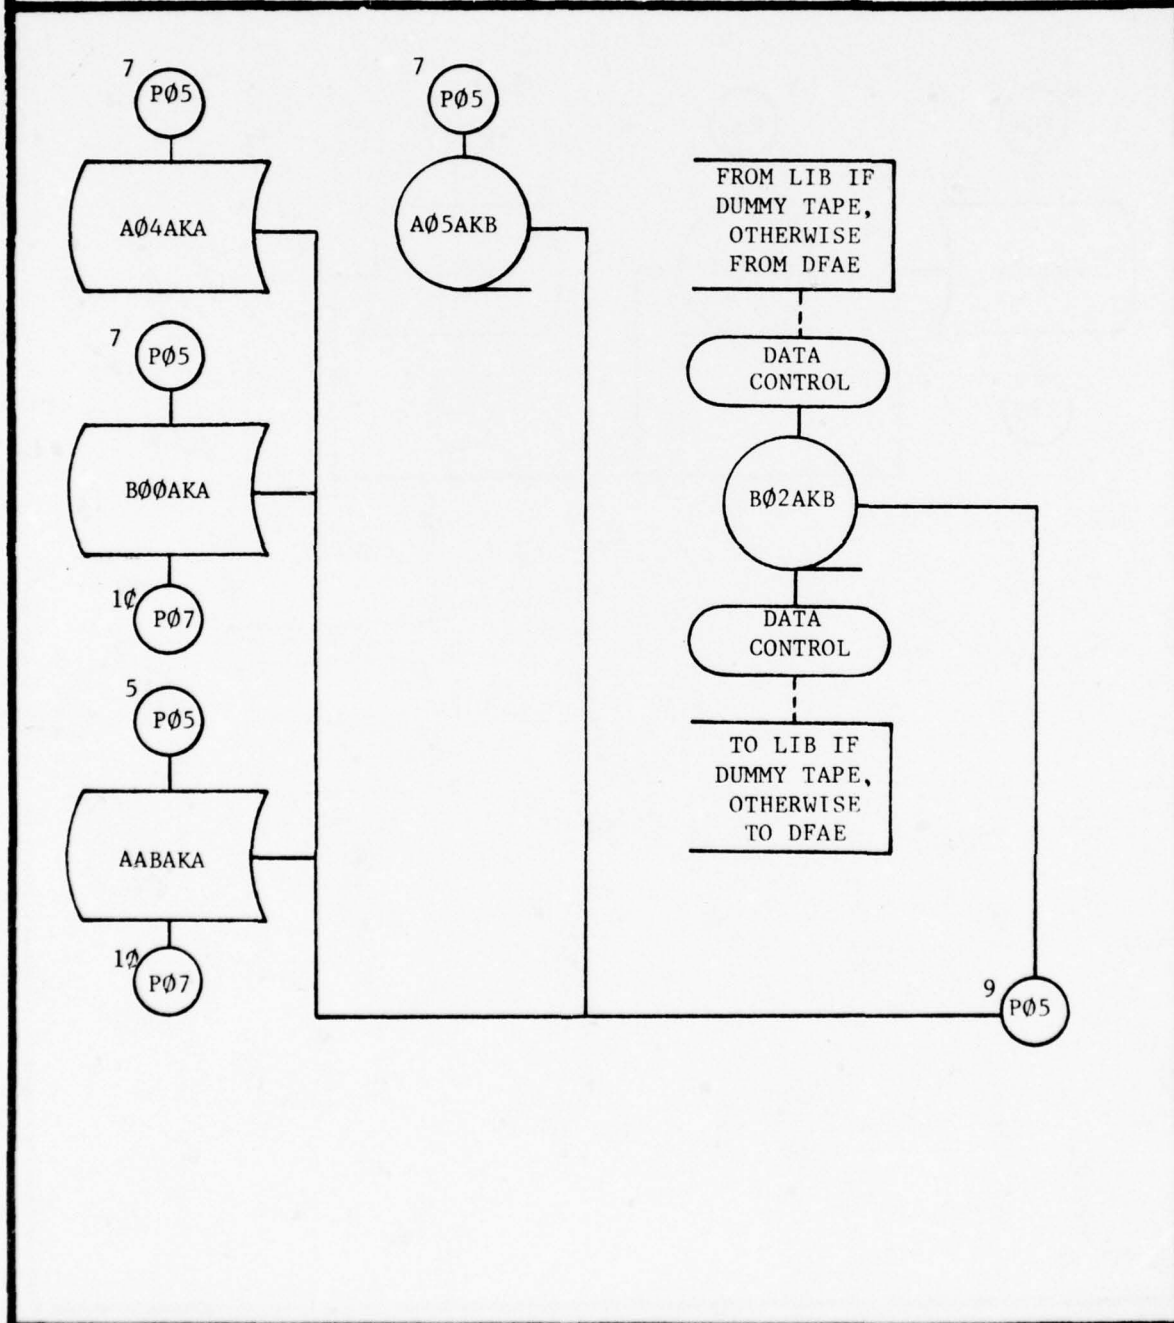 7
PØ5
AØ4AKA
7
PØ5
BØØAKA
1Ø
PØ7
5
PØ5
AABAKA
1Ø
PØ7
7
PØ5
AØ5AKB
FROM LIB IF
DUMMY TAPE,
OTHERWISE
FROM DFAE
DATA
CONTROL
BØ2AKB
DATA
CONTROL
TO LIB IF
DUMMY TAPE,
OTHERWISE
TO DFAE
9
PØ5